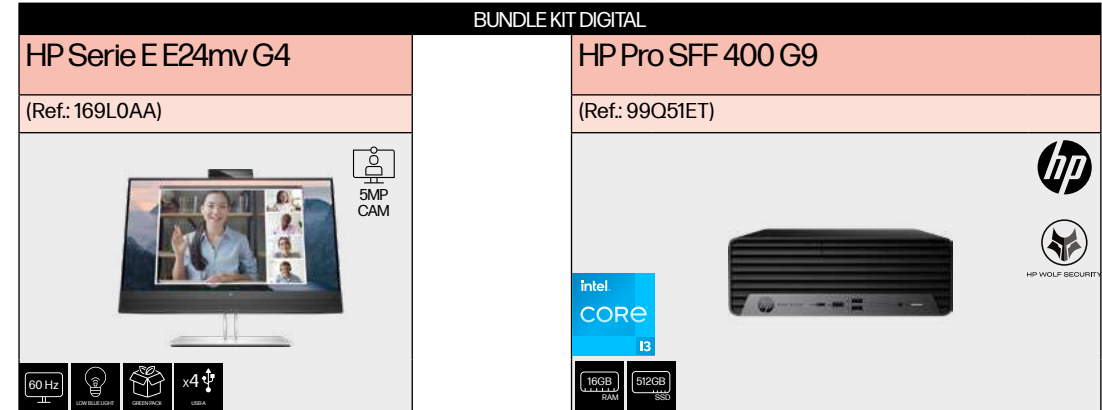 BUNDLE KIT DIGITAL
HP Serie E E24mv G4
HP Pro SFF 400 G9
(Ref.: 169L0AA)
(Ref.: 99Q51ET)
5MP
CAM
hp
HP WOLF SECURITY
intel.
CORE
i3
60 Hz
LOW BLUE LIGHT
GREEN PACK
x4
USB A
16GB
RAM
512GB
SSD